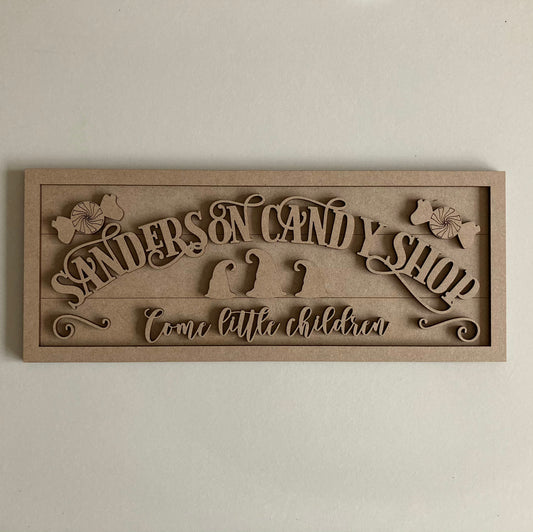 SANDERSON CANDY SHOP
Come little children